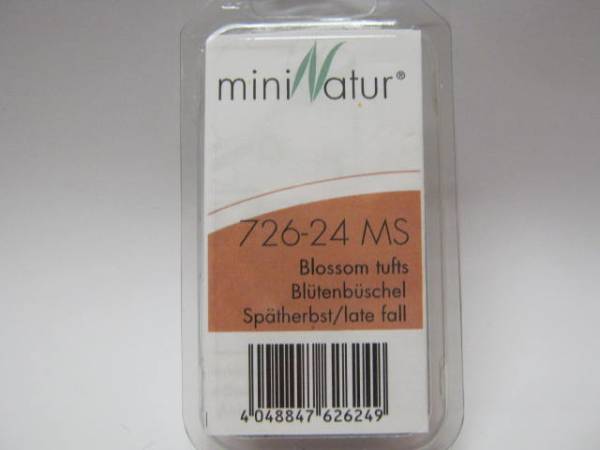 miniNatur®
726-24 MS
Blossom tufts
Blütenbüschel
Spätherbst/late fall
4 048847 626249